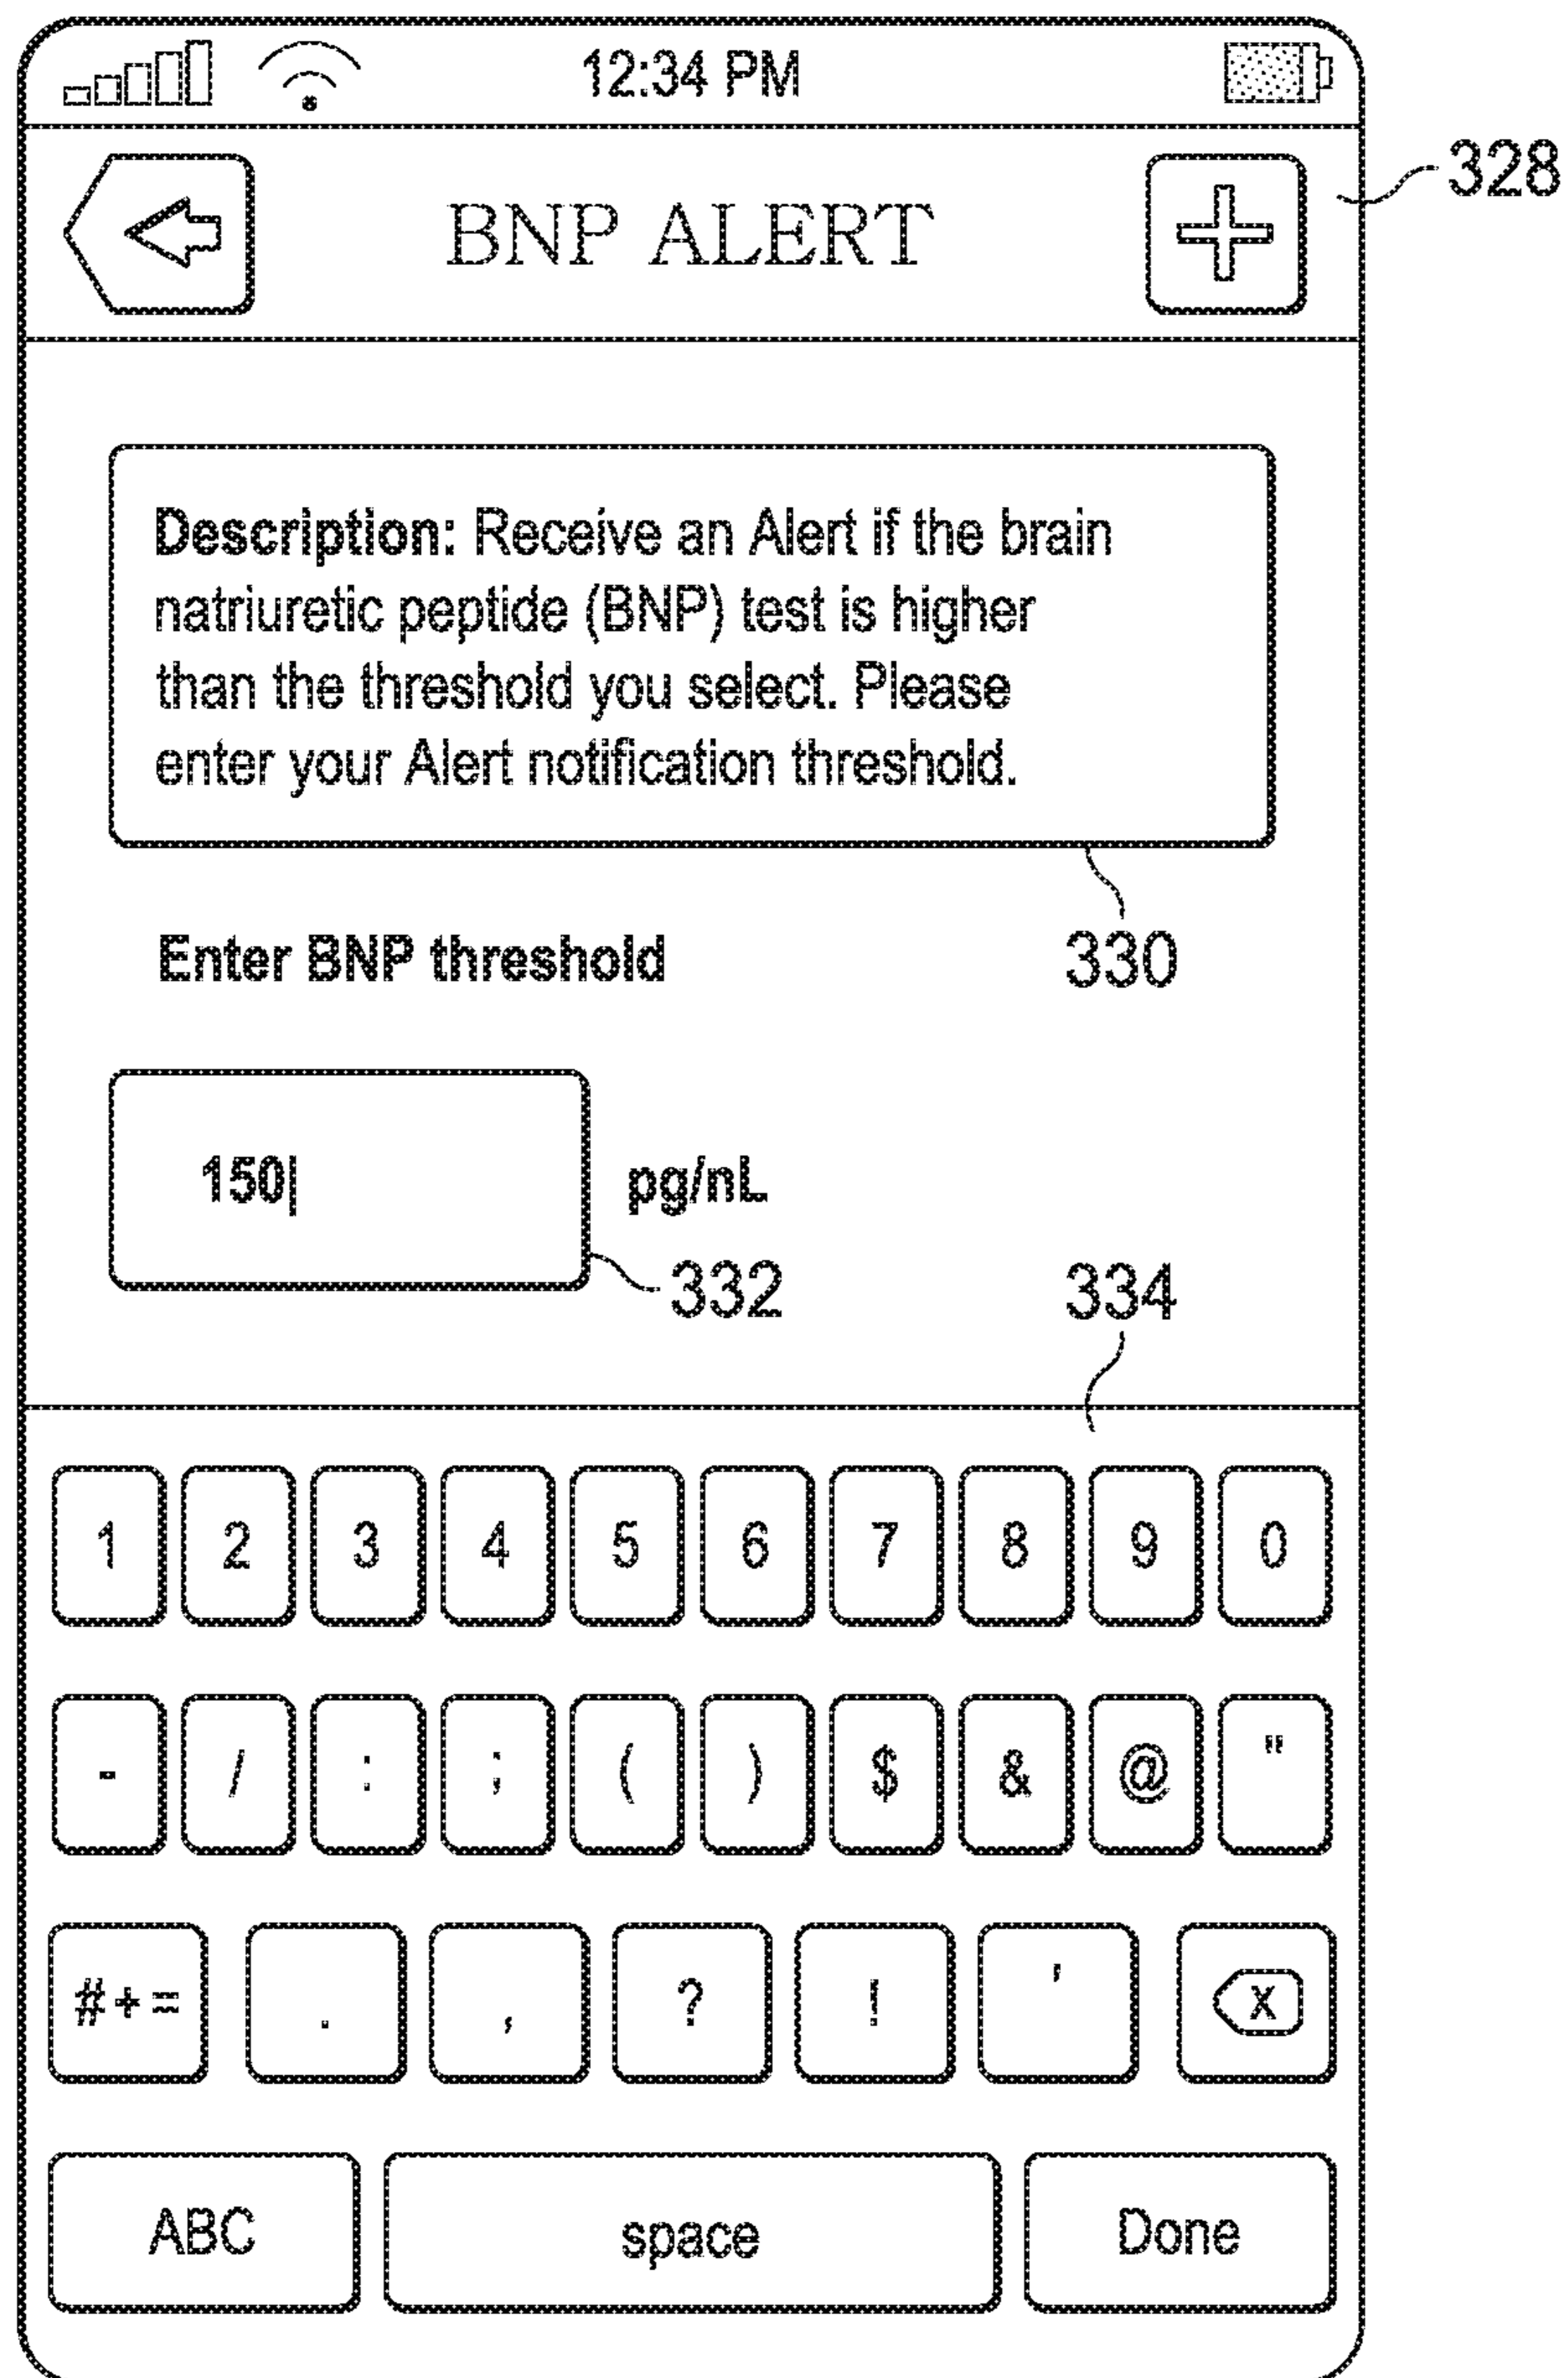 12:34 PM
328
BNP ALERT
Description: Receive an Alert if the brain
natriuretic peptide (BNP) test is higher
than the threshold you select. Please
enter your Alert notification threshold.
330
Enter BNP threshold
150| pg/nL
332
334
1 2 3 4 5 6 7 8 9 0
- / : ; ( ) $ & @ "
#+= . , ? ! ' X
ABC space Done